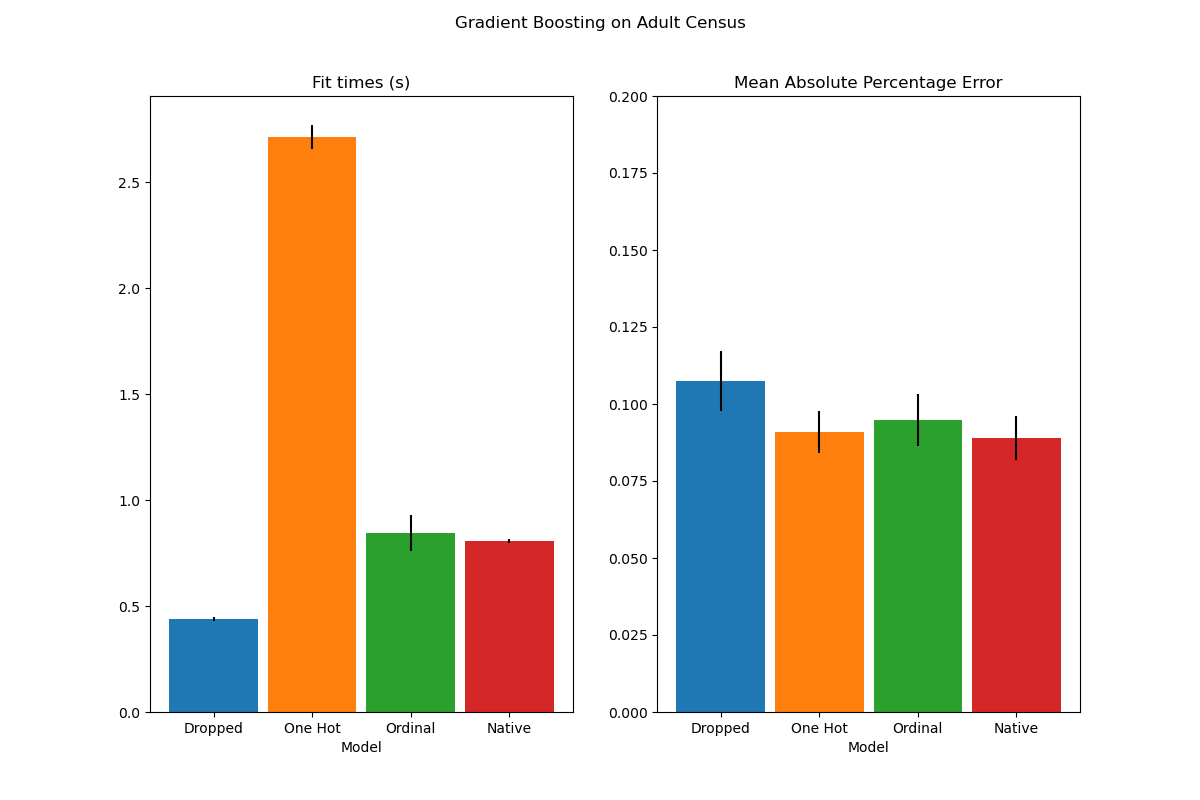 Gradient Boosting on Adult Census
Fit times (s)
2.5
2.0
1.5
1.0
0.5
0.0
Dropped One Hot Ordinal Native
Model
Mean Absolute Percentage Error
0.200
0.175
0.150
0.125
0.100
0.075
0.050
0.025
0.000
Dropped One Hot Ordinal Native
Model